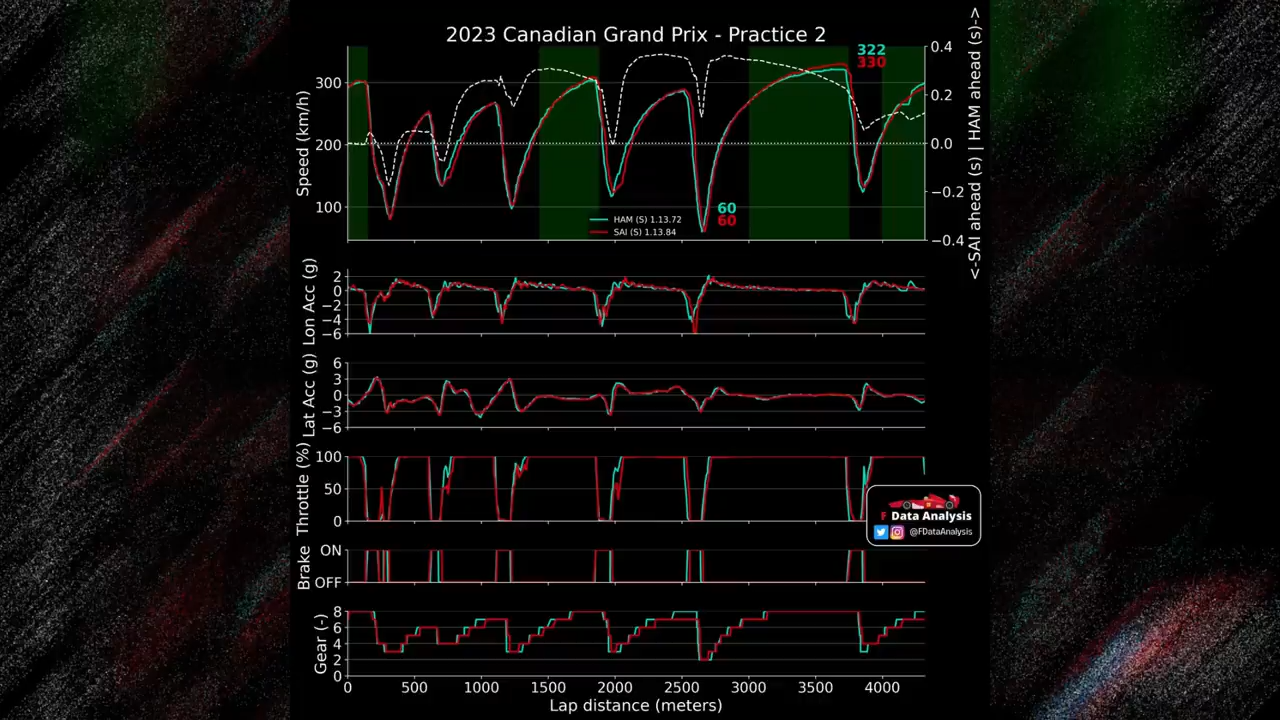 2023 Canadian Grand Prix - Practice 2
Speed (km/h)
300
200
100
322
330
60
60
HAM (S) 1.13.72
SAI (S) 1.13.84
0.4
0.2
0.0
−0.2
−0.4
<-SAI ahead (s) | HAM ahead (s)->
Lon Acc (g)
2
0
−2
−4
−6
Lat Acc (g)
6
3
0
−3
−6
Throttle (%)
100
50
0
F Data Analysis
@FDataAnalysis
Brake
ON
OFF
Gear (-)
8
6
4
2
0
0 500 1000 1500 2000 2500 3000 3500 4000
Lap distance (meters)